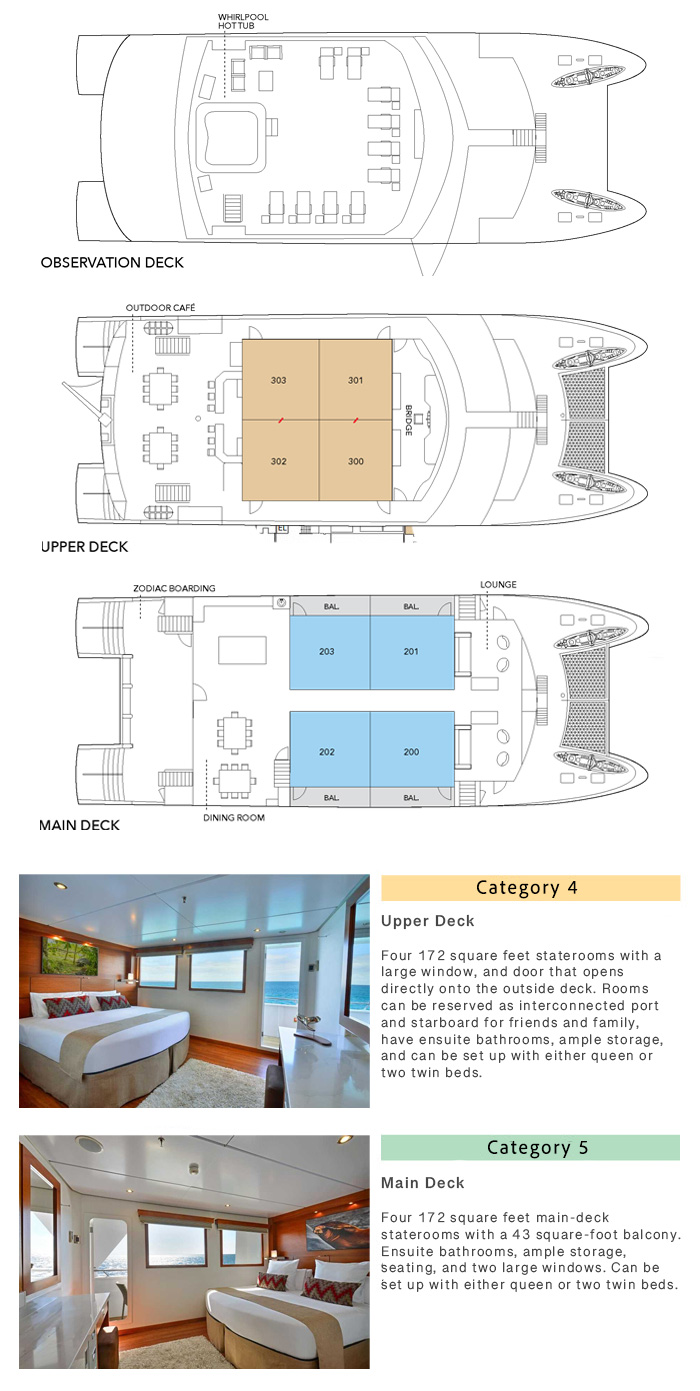 WHIRLPOOL
HOT TUB
OBSERVATION DECK
OUTDOOR CAFÉ
303
301
BRIDGE
302
300
EL
UPPER DECK
ZODIAC BOARDING
LOUNGE
BAL.
BAL.
203
201
202
200
BAL.
BAL.
DINING ROOM
MAIN DECK
Category 4
Upper Deck
Four 172 square feet staterooms with a
large window, and door that opens
directly onto the outside deck. Rooms
can be reserved as interconnected port
and starboard for friends and family,
have ensuite bathrooms, ample storage,
and can be set up with either queen or
two twin beds.
Category 5
Main Deck
Four 172 square feet main-deck
staterooms with a 43 square-foot balcony.
Ensuite bathrooms, ample storage,
seating, and two large windows. Can be
set up with either queen or two twin beds.